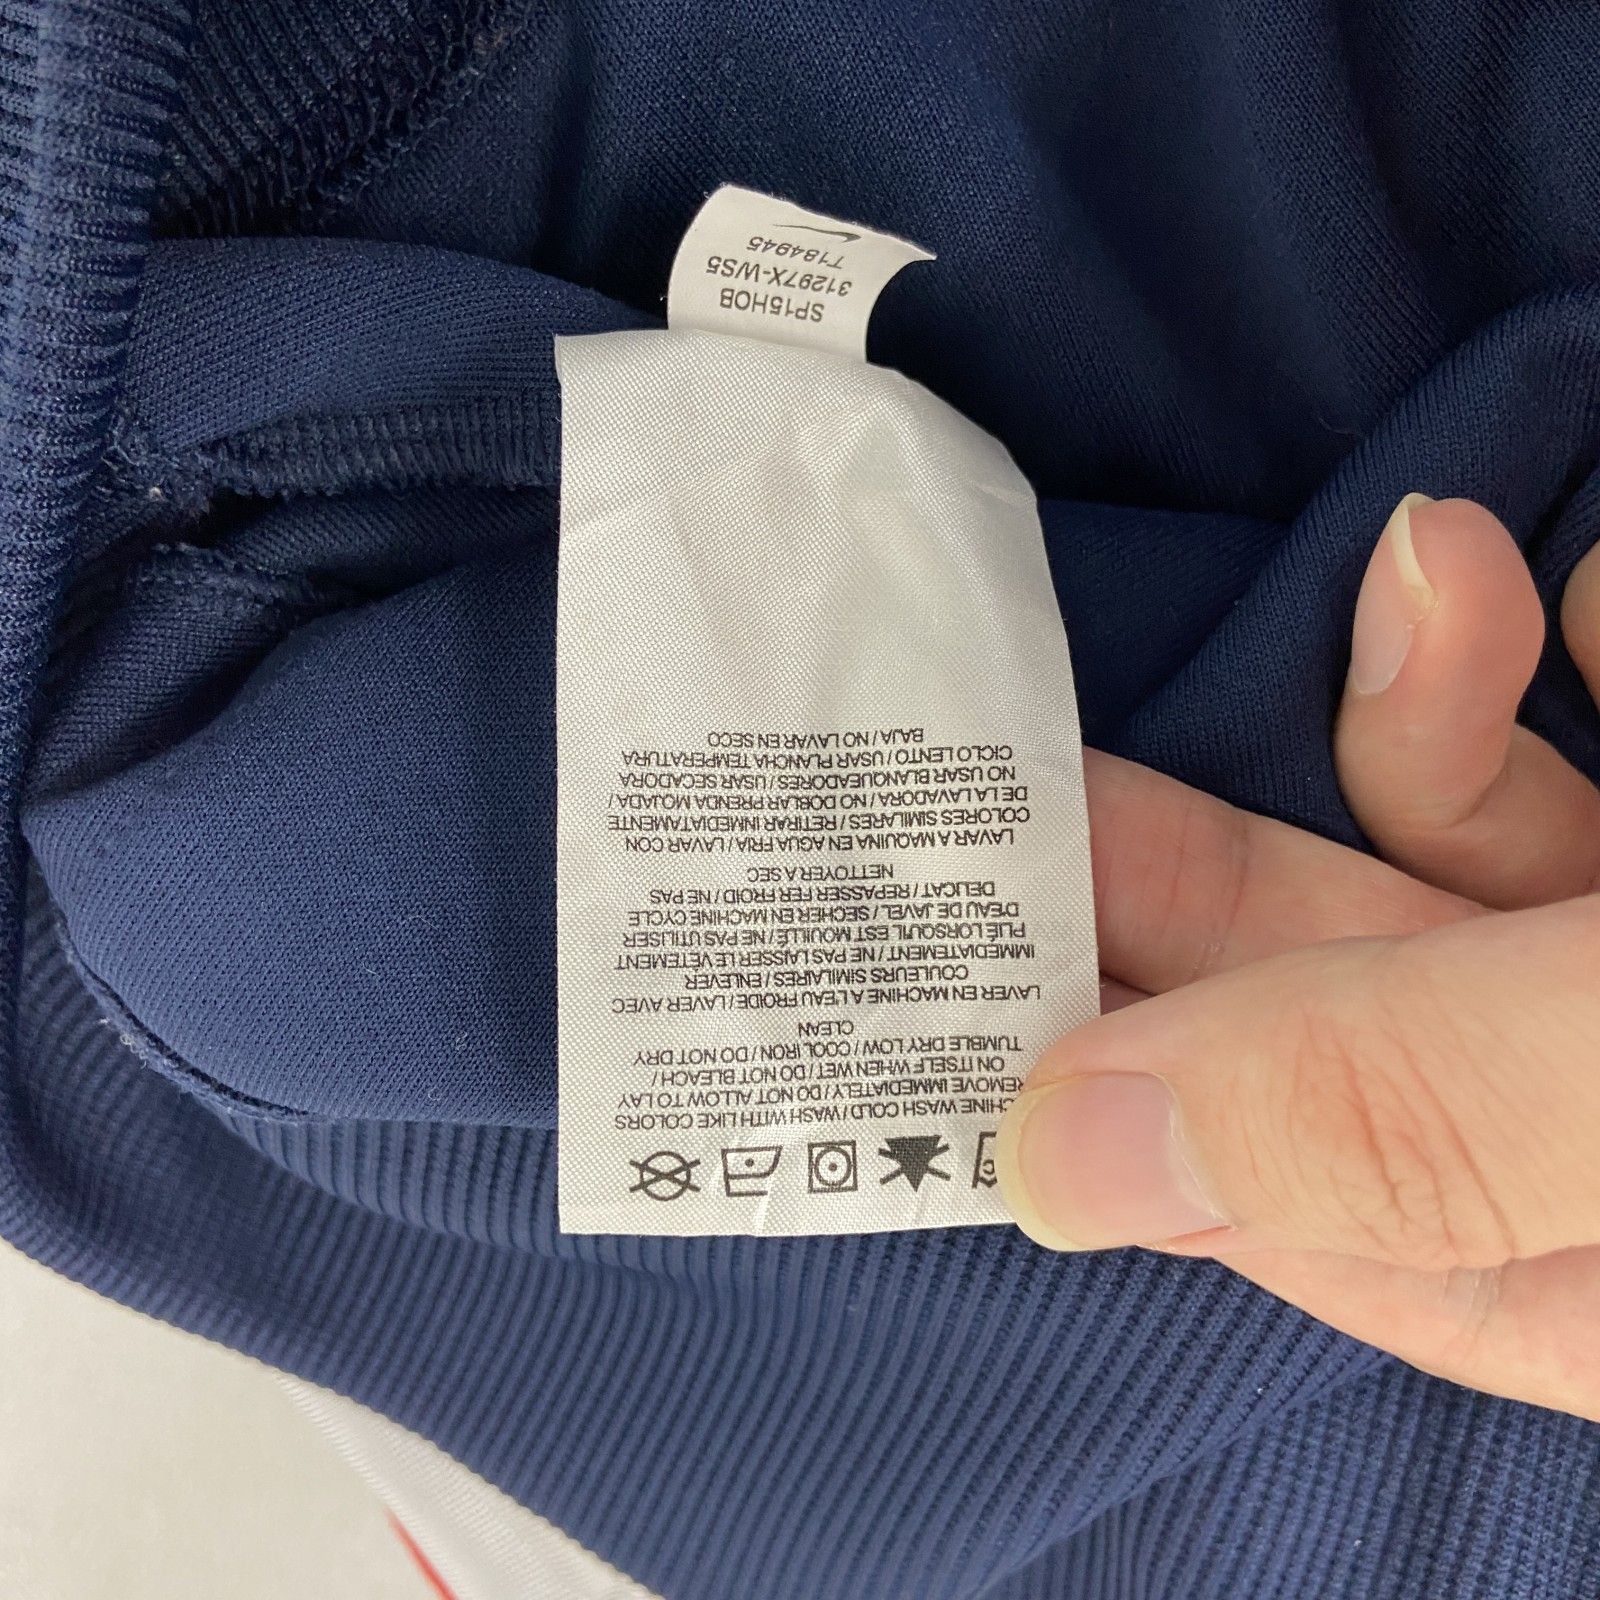 CHINE WASH COLD / WASH WITH LIKE COLORS
REMOVE IMMEDIATELY / DO NOT ALLOW TO LAY
ON ITSELF WHEN WET / DO NOT BLEACH /
TUMBLE DRY LOW / COOL IRON / DO NOT DRY
CLEAN
LAVER EN MACHINE A L'EAU FROIDE / LAVER AVEC
COULEURS SIMILAIRES / ENLEVER
IMMEDIATEMENT / NE PAS LAISSER LE VETEMENT
PLIÉ LORSQU'IL EST MOUILLÉ / NE PAS UTILISER
D'EAU DE JAVEL / SECHER EN MACHINE CYCLE
DELICAT / REPASSER FER FROID / NE PAS
NETTOYER A SEC
LAVAR A MAQUINA EN AGUA FRIA / LAVAR CON
COLORES SIMILARES / RETIRAR INMEDIATAMENTE
DE LA LAVADORA / NO DOBLAR PRENDA MOJADA /
NO USAR BLANQUEADORES / USAR SECADORA
CICLO LENTO / USAR PLANCHA TEMPERATURA
BAJA / NO LAVAR EN SECO
SP15HOB
31297X-WS5
T184945